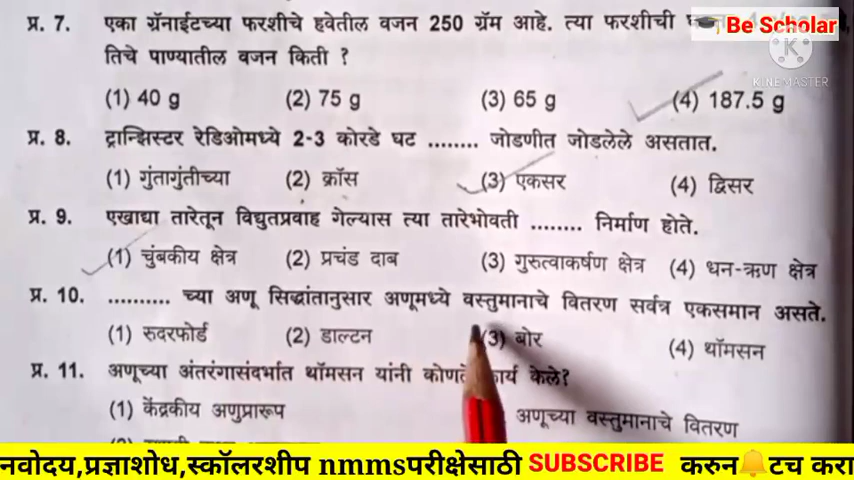 प्र. 7. एका ग्रॅनाईटच्या फरशीचे हवेतील वजन 250 ग्रॅम आहे. त्या फरशीची
Be Scholar
तिचे पाण्यातील वजन किती ?
KINEMASTER
(1) 40 g (2) 75 g (3) 65 g (4) 187.5 g
प्र. 8. ट्रान्झिस्टर रेडिओमध्ये 2-3 कोरडे घट ........ जोडणीत जोडलेले असतात.
(1) गुंतागुंतीच्या (2) क्रॉस (3) एकसर (4) द्विसर
प्र. 9. एखाद्या तारेतून विद्युतप्रवाह गेल्यास त्या तारेभोवती ........ निर्माण होते.
(1) चुंबकीय क्षेत्र (2) प्रचंड दाब (3) गुरुत्वाकर्षण क्षेत्र (4) धन-ऋण क्षेत्र
प्र. 10. .......... च्या अणू सिद्धांतानुसार अणूमध्ये वस्तुमानाचे वितरण सर्वत्र एकसमान असते.
(1) रुदरफोर्ड (2) डाल्टन (3) बोर (4) थॉमसन
प्र. 11. अणूच्या अंतरंगासंदर्भात थॉमसन यांनी केले?
(1) केंद्रकीय अणुप्रारूप अणूच्या वस्तुमानाचे वितरण
नवोदय,प्रज्ञाशोध,स्कॉलरशीप nmmsपरीक्षेसाठी SUBSCRIBE करुन🔔टच करा